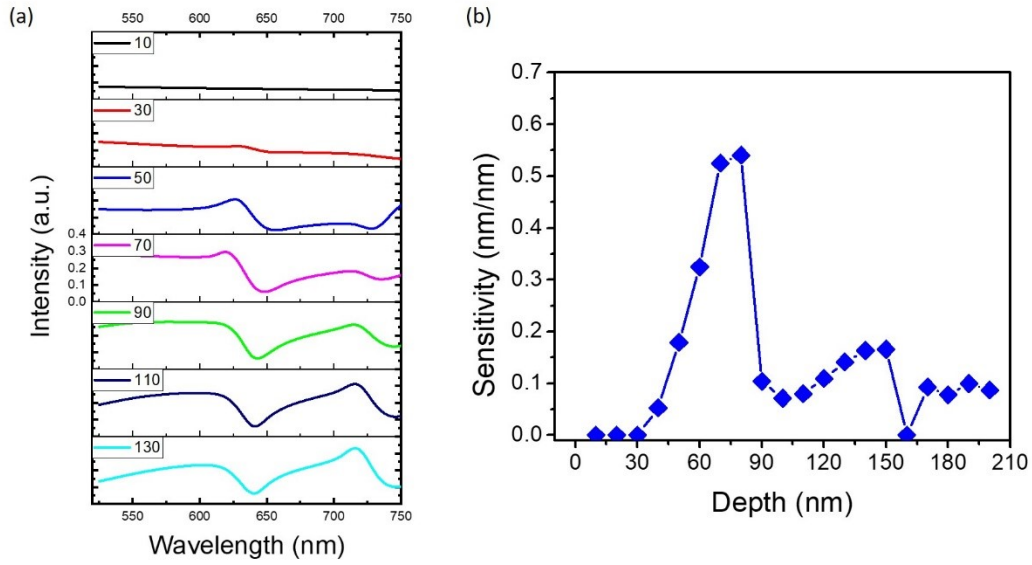 (a)
550 600 650 700 750
10
30
50
70
90
110
130
0.4
0.3
0.2
0.1
0.0
Intensity (a.u.)
550 600 650 700 750
Wavelength (nm)
(b)
0.7
0.6
0.5
0.4
0.3
0.2
0.1
0.0
Sensitivity (nm/nm)
0 30 60 90 120 150 180 210
Depth (nm)